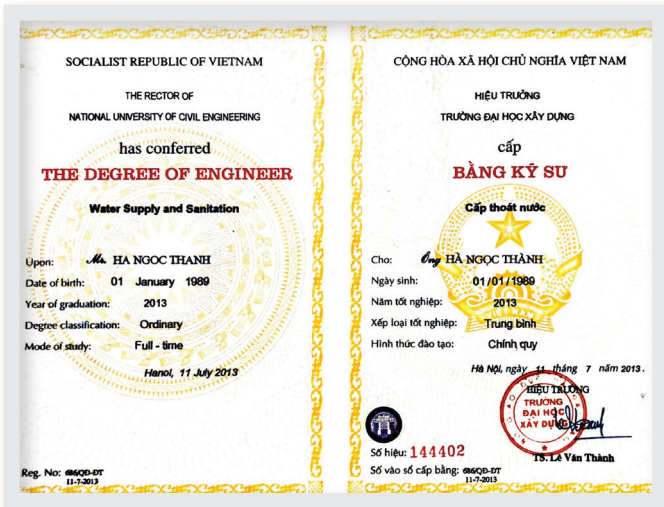 SOCIALIST REPUBLIC OF VIETNAM
THE RECTOR OF
NATIONAL UNIVERSITY OF CIVIL ENGINEERING
has conferred
THE DEGREE OF ENGINEER
Water Supply and Sanitation
Upon: Mr. HA NGOC THANH
Date of birth: 01 January 1989
Year of graduation: 2013
Degree classification: Ordinary
Mode of study: Full - time
Hanoi, 11 July 2013
Reg. No: 686/QĐ-ĐT
11-7-2013
CỘNG HÒA XÃ HỘI CHỦ NGHĨA VIỆT NAM
HIỆU TRƯỞNG
TRƯỜNG ĐẠI HỌC XÂY DỰNG
cấp
BẰNG KỸ SƯ
Cấp thoát nước
Cho: Ông HÀ NGỌC THÀNH
Ngày sinh: 01/01/1989
Năm tốt nghiệp: 2013
Xếp loại tốt nghiệp: Trung bình
Hình thức đào tạo: Chính quy
Hà Nội, ngày 11 tháng 7 năm 2013.
HIỆU TRƯỞNG
TRƯỜNG
ĐẠI HỌC
XÂY DỰNG
Số hiệu: 144402
TS. Lê Văn Thành
Số vào sổ cấp bằng: 686/QĐ-ĐT
11-7-2013